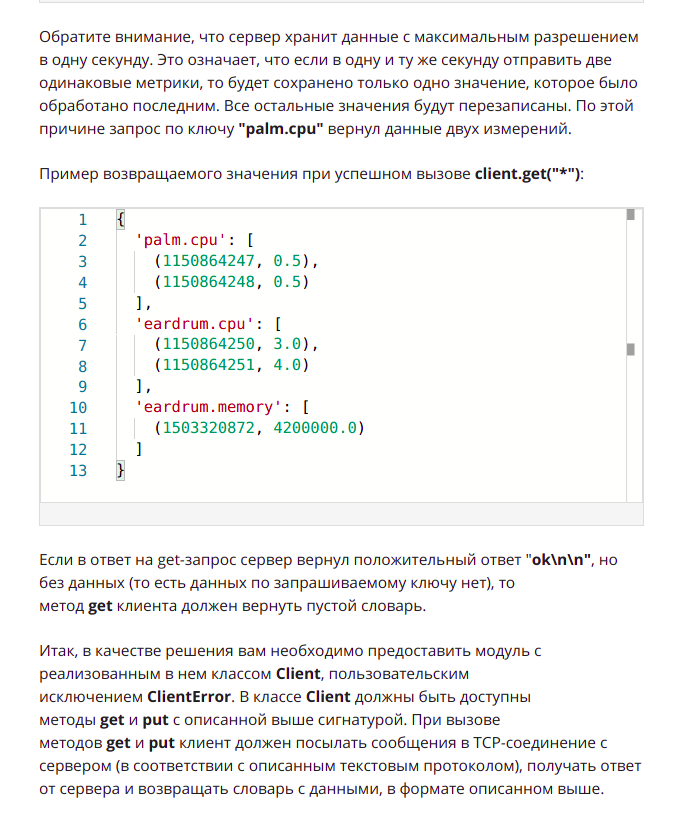 Обратите внимание, что сервер хранит данные с максимальным разрешением
в одну секунду. Это означает, что если в одну и ту же секунду отправить две
одинаковые метрики, то будет сохранено только одно значение, которое было
обработано последним. Все остальные значения будут перезаписаны. По этой
причине запрос по ключу "palm.cpu" вернул данные двух измерений.
Пример возвращаемого значения при успешном вызове client.get("*"):
1 {
2 'palm.cpu': [
3 (1150864247, 0.5),
4 (1150864248, 0.5)
5 ],
6 'eardrum.cpu': [
7 (1150864250, 3.0),
8 (1150864251, 4.0)
9 ],
10 'eardrum.memory': [
11 (1503320872, 4200000.0)
12 ]
13 }
Если в ответ на get-запрос сервер вернул положительный ответ "ok\n\n", но
без данных (то есть данных по запрашиваемому ключу нет), то
метод get клиента должен вернуть пустой словарь.
Итак, в качестве решения вам необходимо предоставить модуль с
реализованным в нем классом Client, пользовательским
исключением ClientError. В классе Client должны быть доступны
методы get и put с описанной выше сигнатурой. При вызове
методов get и put клиент должен посылать сообщения в TCP-соединение с
сервером (в соответствии с описанным текстовым протоколом), получать ответ
от сервера и возвращать словарь с данными, в формате описанном выше.